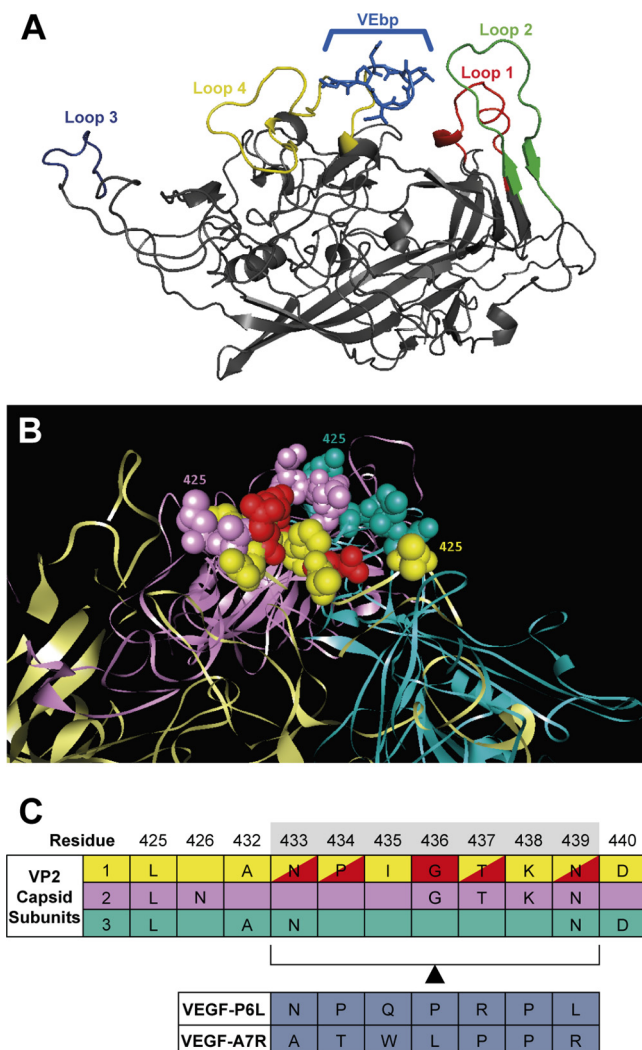 A
VEbp
Loop 2
Loop 4
Loop 1
Loop 3
B
425
425
425
C
Residue 425 426 432 433 434 435 436 437 438 439 440
VP2 Capsid Subunits
1 L A N P I G T K N D
2 L N G T K N
3 L A N N D
VEGF-P6L N P Q P R P L
VEGF-A7R A T W L P P R